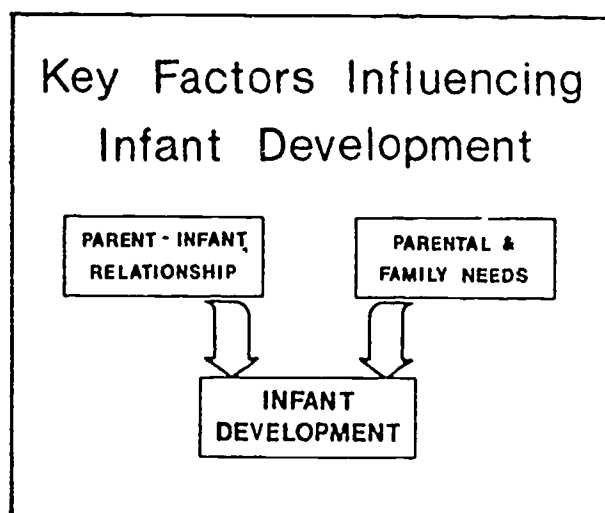 Key Factors Influencing
Infant Development
PARENT - INFANT
RELATIONSHIP
PARENTAL &
FAMILY NEEDS
INFANT
DEVELOPMENT